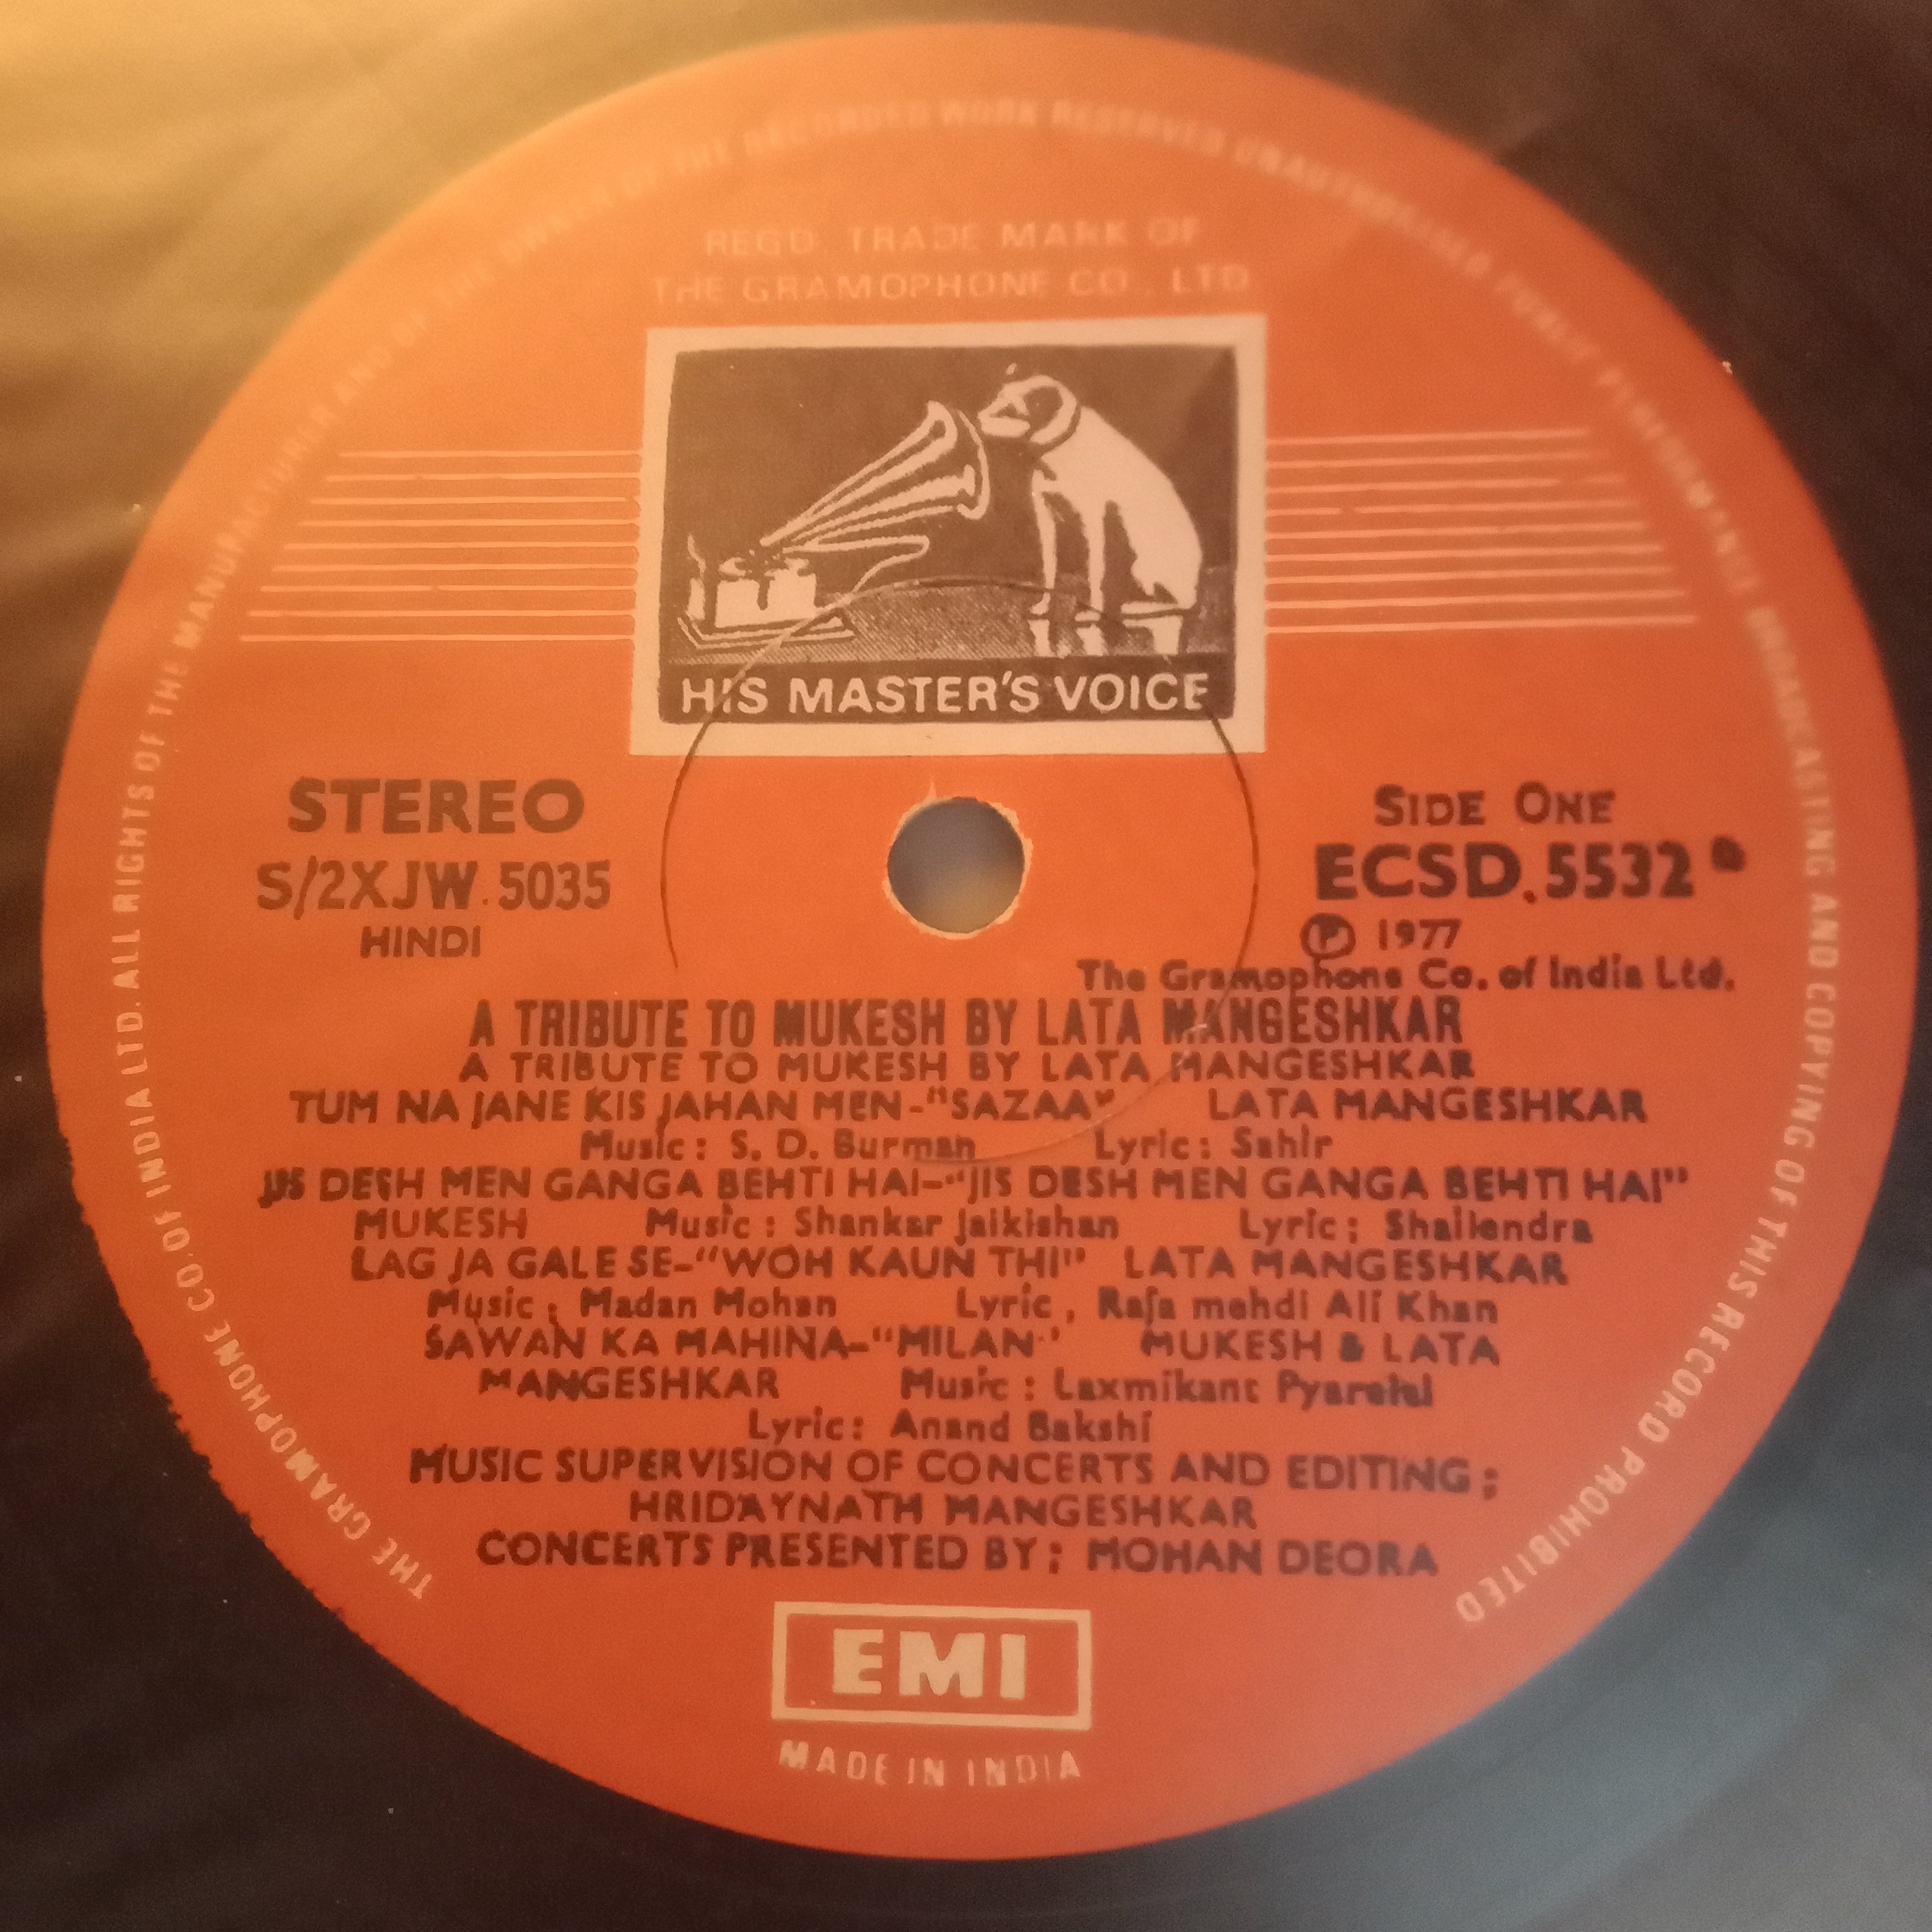 THE GRAMOPHONE CO. OF INDIA LTD. ALL RIGHTS OF THE MANUFACTURER AND OF THE OWNER OF THE RECORDED WORK RESERVED UNAUTHORISED PUBLIC PERFORMANCE BROADCASTING AND COPYING OF THIS RECORD PROHIBITED
REGD. TRADE MARK OF
THE GRAMOPHONE CO., LTD
HIS MASTER'S VOICE
STEREO
S/2XJW.5035
HINDI
SIDE ONE
ECSD.5532
Ⓟ 1977
The Gramophone Co. of India Ltd.
A TRIBUTE TO MUKESH BY LATA MANGESHKAR
A TRIBUTE TO MUKESH BY LATA MANGESHKAR
TUM NA JANE KIS JAHAN MEN-"SAZAA" LATA MANGESHKAR
Music: S. D. Burman Lyric: Sahir
JIS DESH MEN GANGA BEHTI HAI-"JIS DESH MEN GANGA BEHTI HAI"
MUKESH Music: Shankar Jaikishan Lyric: Shailendra
LAG JA GALE SE-"WOH KAUN THI" LATA MANGESHKAR
Music: Madan Mohan Lyric, Raja mehdi Ali Khan
SAWAN KA MAHINA-"MILAN" MUKESH & LATA
MANGESHKAR Music: Laxmikant Pyarelal
Lyric: Anand Bakshi
MUSIC SUPERVISION OF CONCERTS AND EDITING;
HRIDAYNATH MANGESHKAR
CONCERTS PRESENTED BY; MOHAN DEORA
EMI
MADE IN INDIA